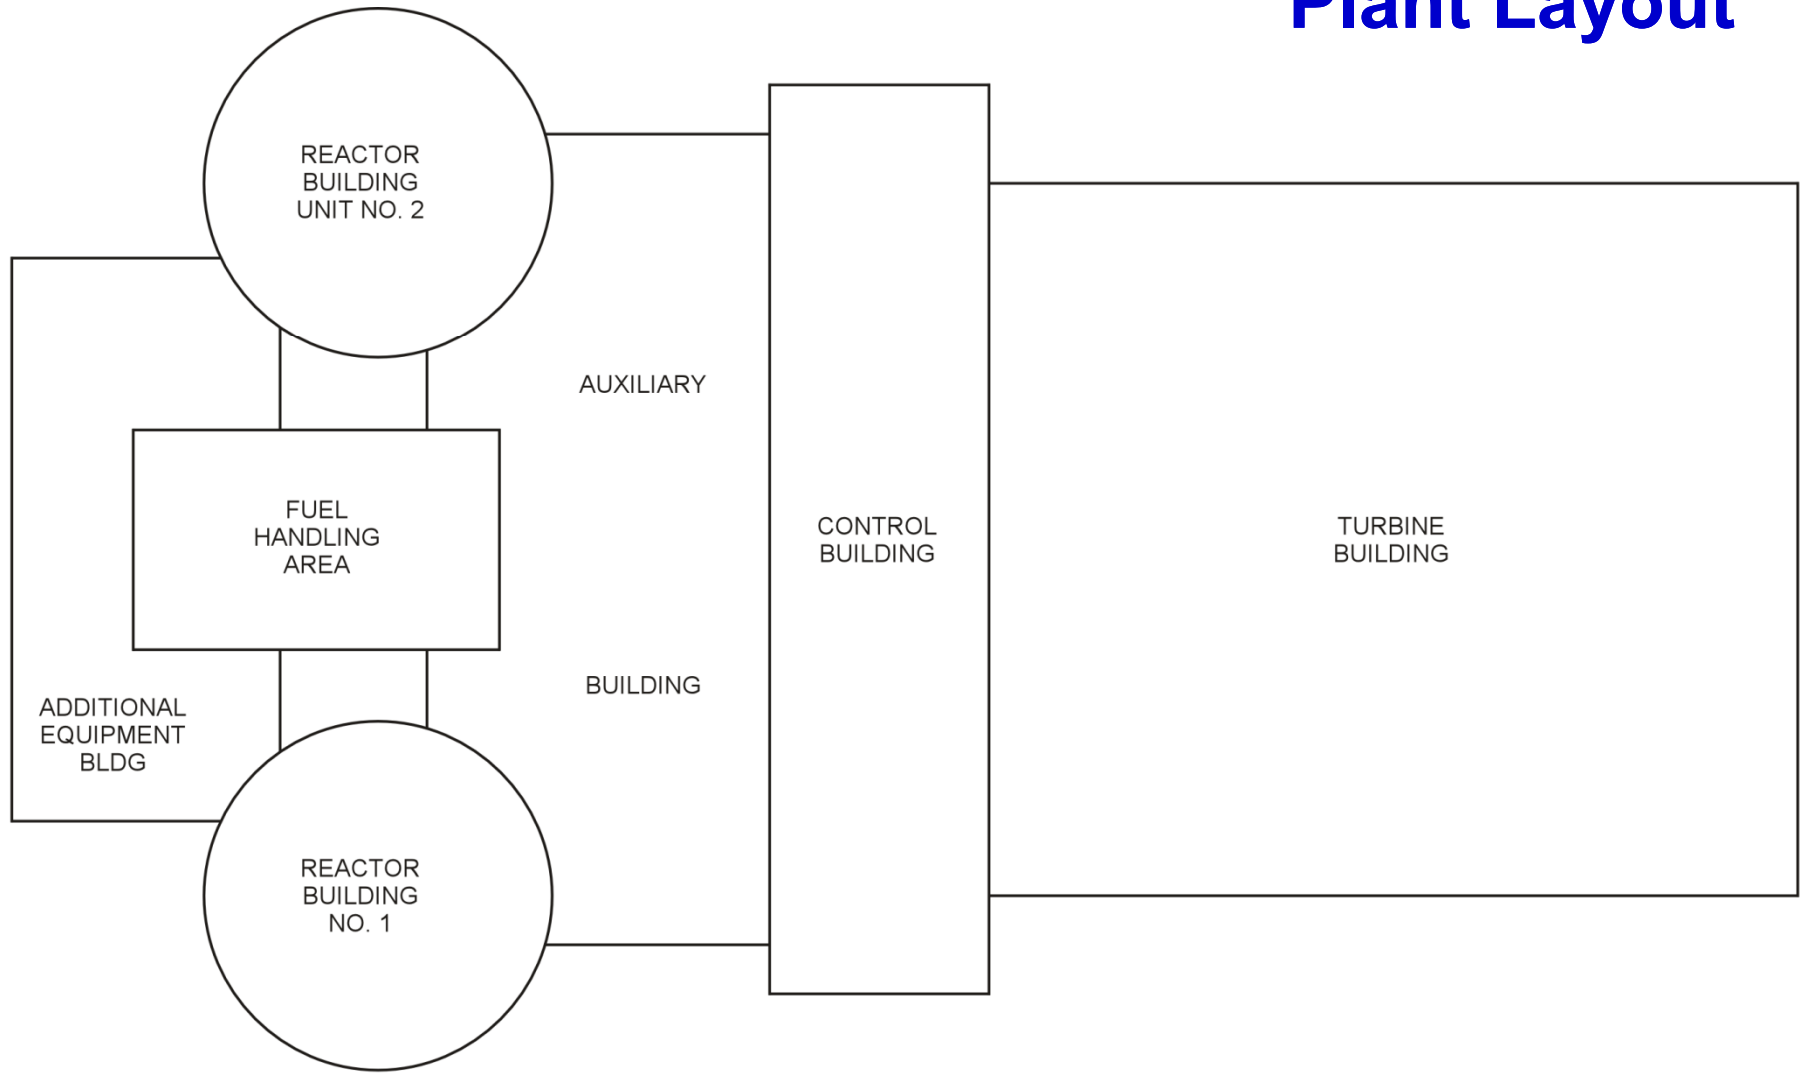 Plant Layout
REACTOR
BUILDING
UNIT NO. 2
AUXILIARY
FUEL
HANDLING
AREA
CONTROL
BUILDING
TURBINE
BUILDING
BUILDING
ADDITIONAL
EQUIPMENT
BLDG
REACTOR
BUILDING
NO. 1